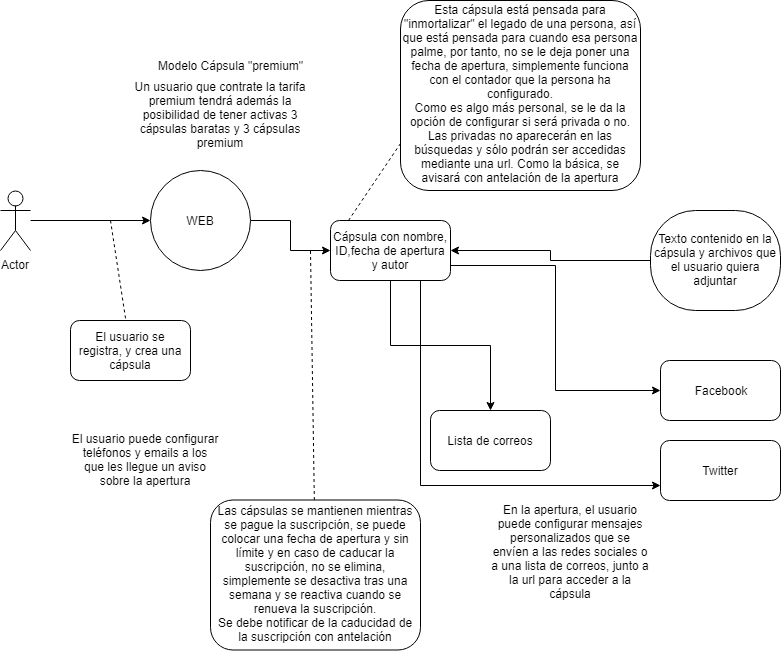 Esta cápsula está pensada para
"inmortalizar" el legado de una persona, así
que está pensada para cuando esa persona
palme, por tanto, no se le deja poner una
fecha de apertura, simplemente funciona
con el contador que la persona ha
configurado.
Como es algo más personal, se le da la
opción de configurar si será privada o no.
Las privadas no aparecerán en las
búsquedas y sólo podrán ser accedidas
mediante una url. Como la básica, se
avisará con antelación de la apertura
Modelo Cápsula "premium"
Un usuario que contrate la tarifa
premium tendrá además la
posibilidad de tener activas 3
cápsulas baratas y 3 cápsulas
premium
Actor
WEB
Cápsula con nombre,
ID,fecha de apertura
y autor
Texto contenido en la
cápsula y archivos que
el usuario quiera
adjuntar
El usuario se
registra, y crea una
cápsula
Facebook
Lista de correos
Twitter
El usuario puede configurar
teléfonos y emails a los
que les llegue un aviso
sobre la apertura
Las cápsulas se mantienen mientras
se pague la suscripción, se puede
colocar una fecha de apertura y sin
límite y en caso de caducar la
suscripción, no se elimina,
simplemente se desactiva tras una
semana y se reactiva cuando se
renueva la suscripción.
Se debe notificar de la caducidad de
la suscripción con antelación
En la apertura, el usuario
puede configurar mensajes
personalizados que se
envíen a las redes sociales o
a una lista de correos, junto a
la url para acceder a la
cápsula